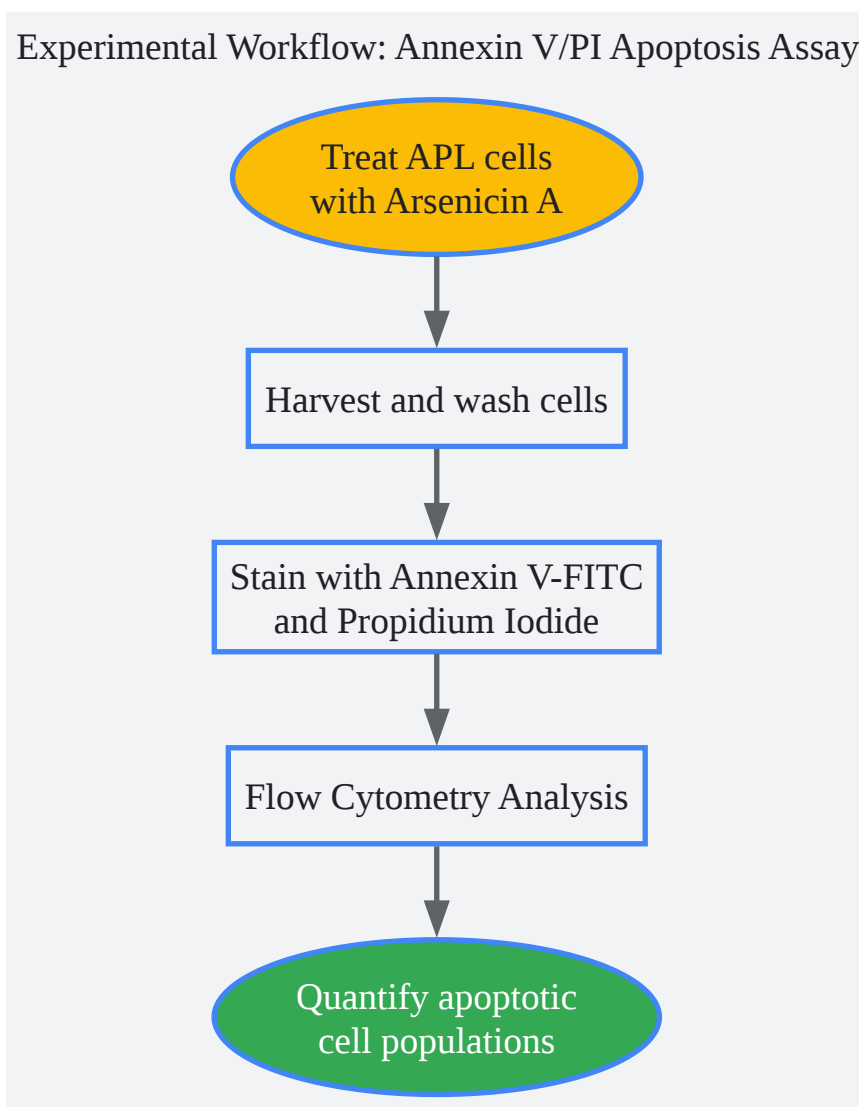 Experimental Workflow: Annexin V/PI Apoptosis Assay
Treat APL cells
with Arsenicin A
Harvest and wash cells
Stain with Annexin V-FITC
and Propidium Iodide
Flow Cytometry Analysis
Quantify apoptotic
cell populations